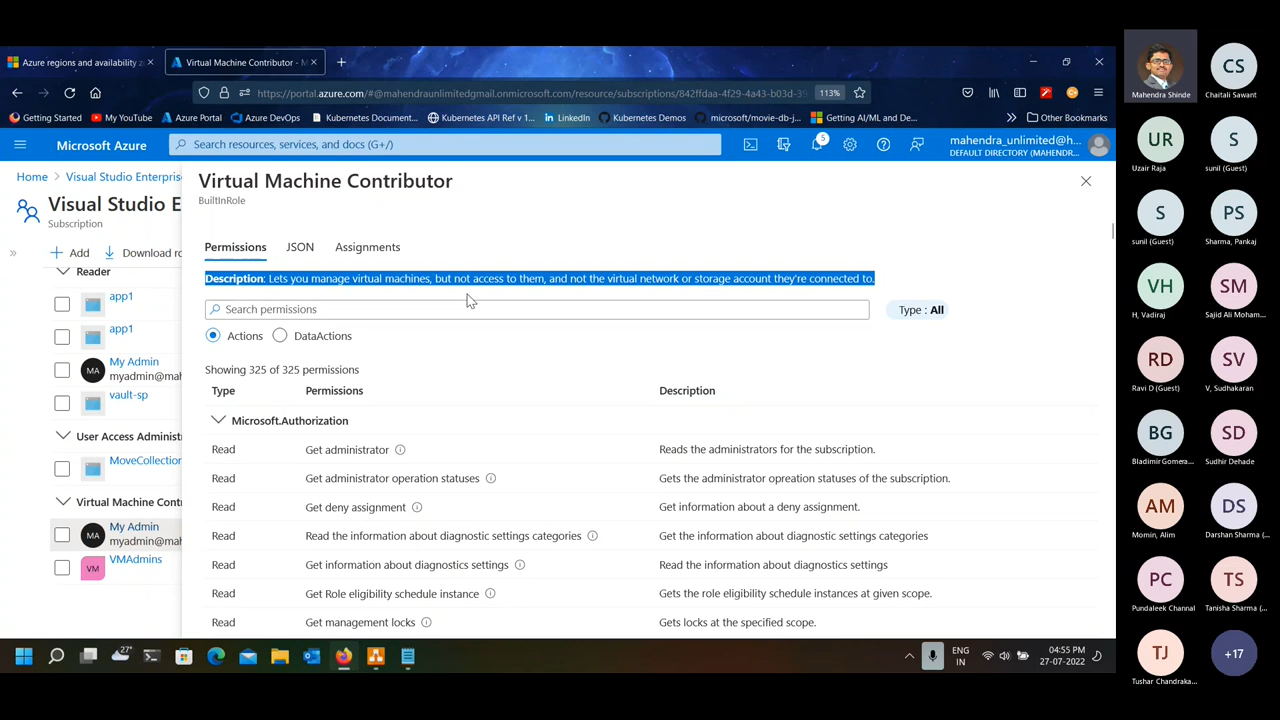 Azure regions and availability z
Virtual Machine Contributor - M
https://portal.azure.com/#@mahendraunlimitedgmail.onmicrosoft.com/resource/subscriptions/842ffdaa-4f29-4a43-b03d-39
113%
Getting Started
My YouTube
Azure Portal
Azure DevOps
Kubernetes Document...
Kubernetes API Ref v 1...
LinkedIn
Kubernetes Demos
microsoft/movie-db-j...
Getting AI/ML and De...
Other Bookmarks
Microsoft Azure
Search resources, services, and docs (G+/)
5
mahendra_unlimited@h...
DEFAULT DIRECTORY (MAHENDR...
Home > Visual Studio Enterpris
Visual Studio E
Subscription
Add
Download ro
Reader
app1
app1
MA
My Admin
myadmin@mah
vault-sp
User Access Administ
MoveCollection
Virtual Machine Cont
MA
My Admin
myadmin@mah
VM
VMAdmins
Virtual Machine Contributor
BuiltInRole
Permissions
JSON
Assignments
Description: Lets you manage virtual machines, but not access to them, and not the virtual network or storage account they're connected to.
Search permissions
Type : All
Actions
DataActions
Showing 325 of 325 permissions
Type Permissions Description
Microsoft.Authorization
Read Get administrator Reads the administrators for the subscription.
Read Get administrator operation statuses Gets the administrator opreation statuses of the subscription.
Read Get deny assignment Get information about a deny assignment.
Read Read the information about diagnostic settings categories Get the information about diagnostic settings categories
Read Get information about diagnostics settings Read the information about diagnostics settings
Read Get Role eligibility schedule instance Gets the role eligibility schedule instances at given scope.
Read Get management locks Gets locks at the specified scope.
27°
ENG
IN
04:55 PM
27-07-2022
Mahendra Shinde
CS
Chaitali Sawant
UR
Uzair Raja
S
sunil (Guest)
S
sunil (Guest)
PS
Sharma, Pankaj
VH
H, Vadiraj
SM
Sajid Ali Moham...
RD
Ravi D (Guest)
SV
V, Sudhakaran
BG
Bladimir Gomera...
SD
Sudhir Dehade
AM
Momin, Alim
DS
Darshan Sharma (...
PC
Pundaleek Channal
TS
Tanisha Sharma (...
TJ
Tushar Chandraka...
+17